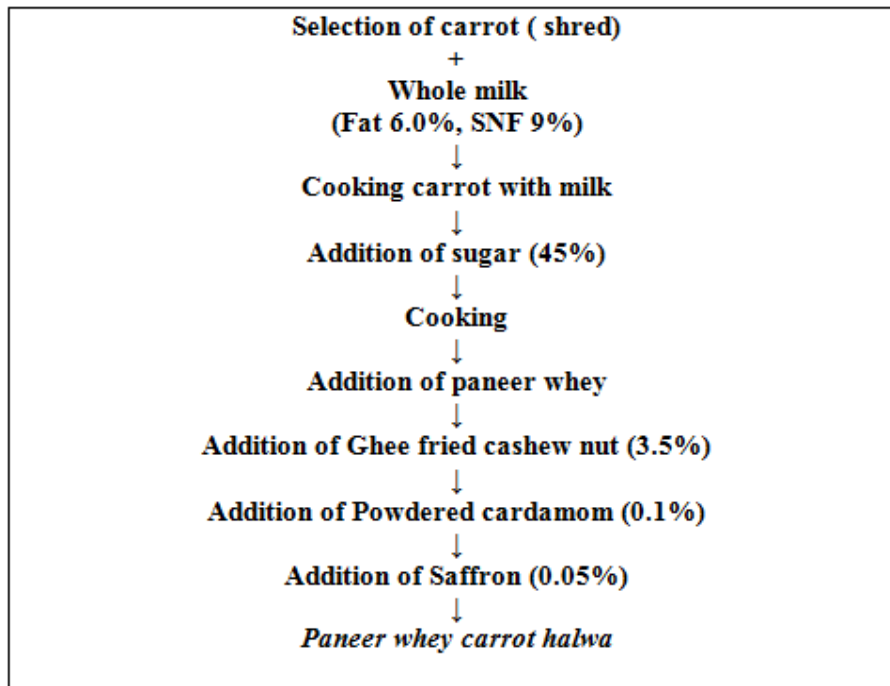 Selection of carrot ( shred)
+
Whole milk
(Fat 6.0%, SNF 9%)
↓
Cooking carrot with milk
↓
Addition of sugar (45%)
↓
Cooking
↓
Addition of paneer whey
↓
Addition of Ghee fried cashew nut (3.5%)
↓
Addition of Powdered cardamom (0.1%)
↓
Addition of Saffron (0.05%)
↓
Paneer whey carrot halwa